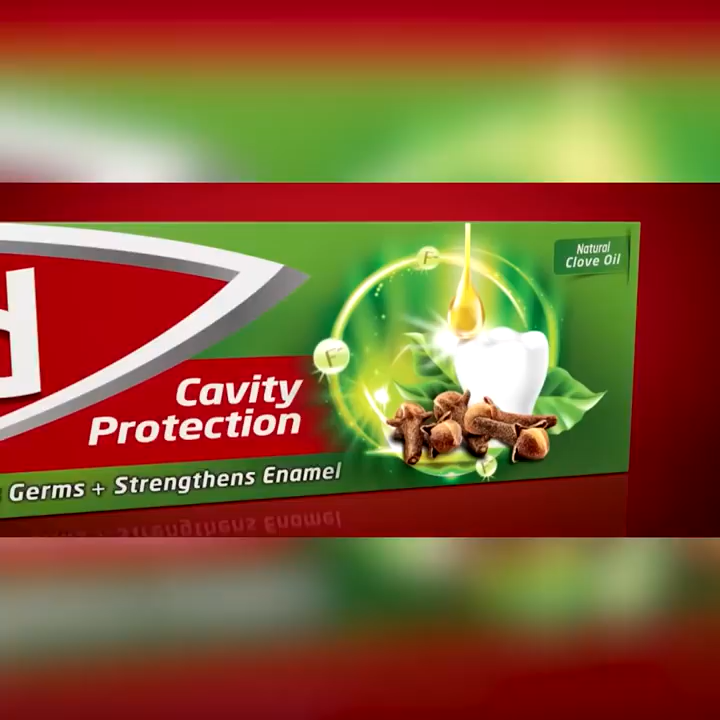 Natural
Clove Oil
F
F
d
Cavity
Protection
Germs + Strengthens Enamel